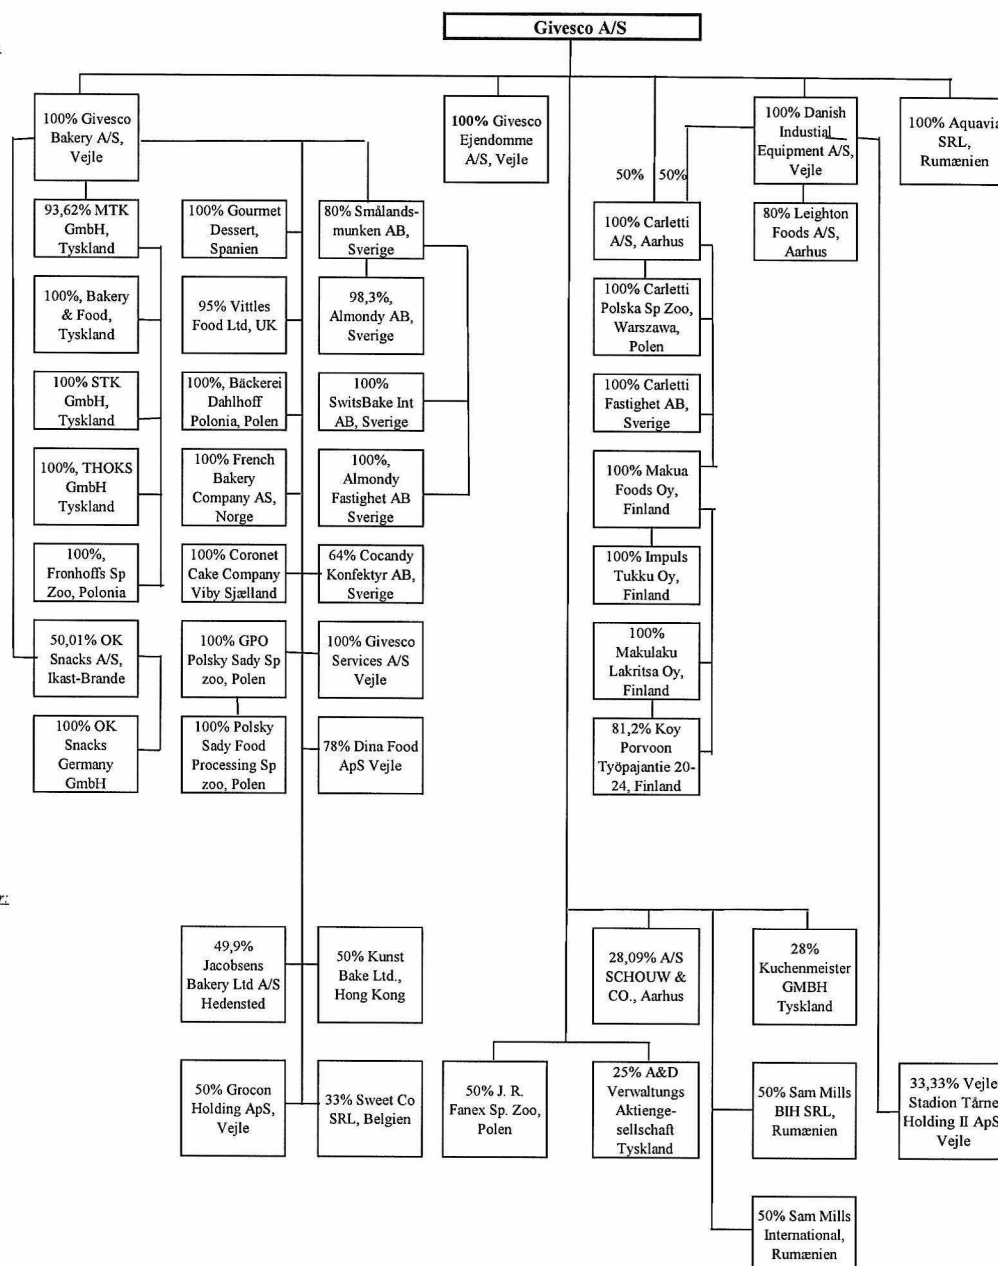 Givesco A/S
100% Givesco
Bakery A/S,
Vejle
100% Givesco
Ejendomme
A/S, Vejle
100% Danish
Industial
Equipment A/S,
Vejle
100% Aquavia
SRL,
Rumænien
50%
50%
93,62% MTK
GmbH,
Tyskland
100% Gourmet
Dessert,
Spanien
80% Smålands-
munken AB,
Sverige
100% Carletti
A/S, Aarhus
80% Leighton
Foods A/S,
Aarhus
100%, Bakery
& Food,
Tyskland
95% Vittles
Food Ltd, UK
98,3%,
Almondy AB,
Sverige
100% Carletti
Polska Sp Zoo,
Warszawa,
Polen
100% STK
GmbH,
Tyskland
100%, Bäckerei
Dahlhoff
Polonia, Polen
100%
SwitsBake Int
AB, Sverige
100% Carletti
Fastighet AB,
Sverige
100%, THOKS
GmbH
Tyskland
100% French
Bakery
Company AS,
Norge
100%,
Almondy
Fastighet AB
Sverige
100% Makua
Foods Oy,
Finland
100%,
Fronhoffs Sp
Zoo, Polonia
100% Coronet
Cake Company
Viby Sjælland
64% Cocandy
Konfektyr AB,
Sverige
100% Impuls
Tukku Oy,
Finland
50,01% OK
Snacks A/S,
Ikast-Brande
100% GPO
Polsky Sady Sp
zoo, Polen
100% Givesco
Services A/S
Vejle
100%
Makulaku
Lakritsa Oy,
Finland
100% OK
Snacks
Germany
GmbH
100% Polsky
Sady Food
Processing Sp
zoo, Polen
78% Dina Food
ApS Vejle
81,2% Koy
Porvoon
Työpajantie 20-
24, Finland
r:
49,9%
Jacobsens
Bakery Ltd A/S
Hedensted
50% Kunst
Bake Ltd.,
Hong Kong
28,09% A/S
SCHOUW &
CO., Aarhus
28%
Kuchenmeister
GMBH
Tyskland
50% Grocon
Holding ApS,
Vejle
33% Sweet Co
SRL, Belgien
50% J. R.
Fanex Sp. Zoo,
Polen
25% A&D
Verwaltungs
Aktienge-
sellschaft
Tyskland
50% Sam Mills
BIH SRL,
Rumænien
33,33% Vejle
Stadion Tårne
Holding II ApS
Vejle
50% Sam Mills
International,
Rumænien